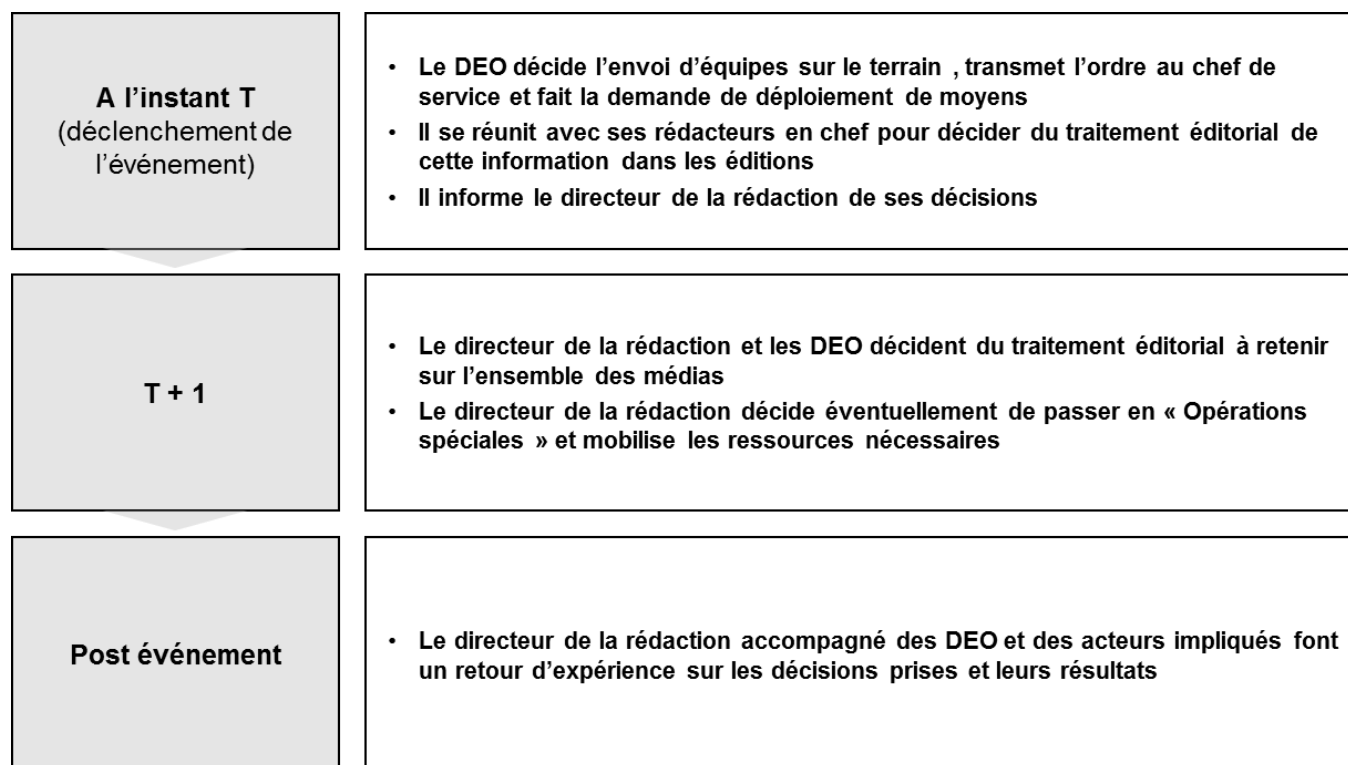 A l'instant T
(déclenchement de
l'événement)
• Le DEO décide l'envoi d'équipes sur le terrain , transmet l'ordre au chef de
service et fait la demande de déploiement de moyens
• Il se réunit avec ses rédacteurs en chef pour décider du traitement éditorial de
cette information dans les éditions
• Il informe le directeur de la rédaction de ses décisions
T + 1
• Le directeur de la rédaction et les DEO décident du traitement éditorial à retenir
sur l'ensemble des médias
• Le directeur de la rédaction décide éventuellement de passer en « Opérations
spéciales » et mobilise les ressources nécessaires
Post événement
• Le directeur de la rédaction accompagné des DEO et des acteurs impliqués font
un retour d'expérience sur les décisions prises et leurs résultats